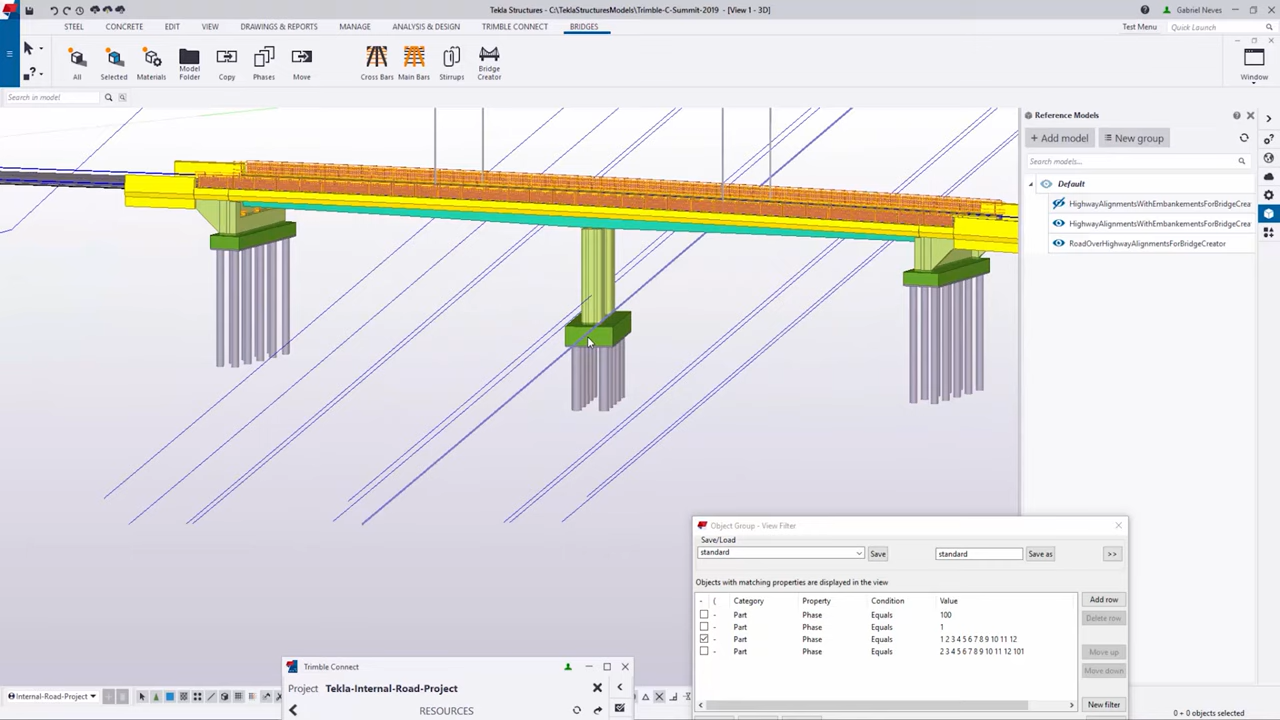 Tekla Structures - C:\TeklaStructuresModels\Trimble-C-Summit-2019 - [View 1 - 3D]
Gabriel Neves
STEEL CONCRETE EDIT VIEW DRAWINGS & REPORTS MANAGE ANALYSIS & DESIGN TRIMBLE CONNECT BRIDGES
Test Menu Quick Launch
All Selected Materials Model Folder Copy Phases Move Cross Bars Main Bars Stirrups Bridge Creator Window
Search in model
Reference Models
+ Add model New group
Search models...
Default
HighwayAlignmentsWithEmbankementsForBridgeCrea
HighwayAlignmentsWithEmbankementsForBridgeCrea
RoadOverHighwayAlignmentsForBridgeCreator
Object Group - View Filter
Save/Load
standard Save standard Save as >>
Objects with matching properties are displayed in the view
- ( Category Property Condition Value Add row
- Part Phase Equals 100
- Part Phase Equals 1 Delete row
- Part Phase Equals 1 2 3 4 5 6 7 8 9 10 11 12
- Part Phase Equals 2 3 4 5 6 7 8 9 10 11 12 101 Move up
Move down
New filter
Trimble Connect
Project Tekla-Internal-Road-Project
RESOURCES
Internal-Road-Project
0 + 0 objects selected